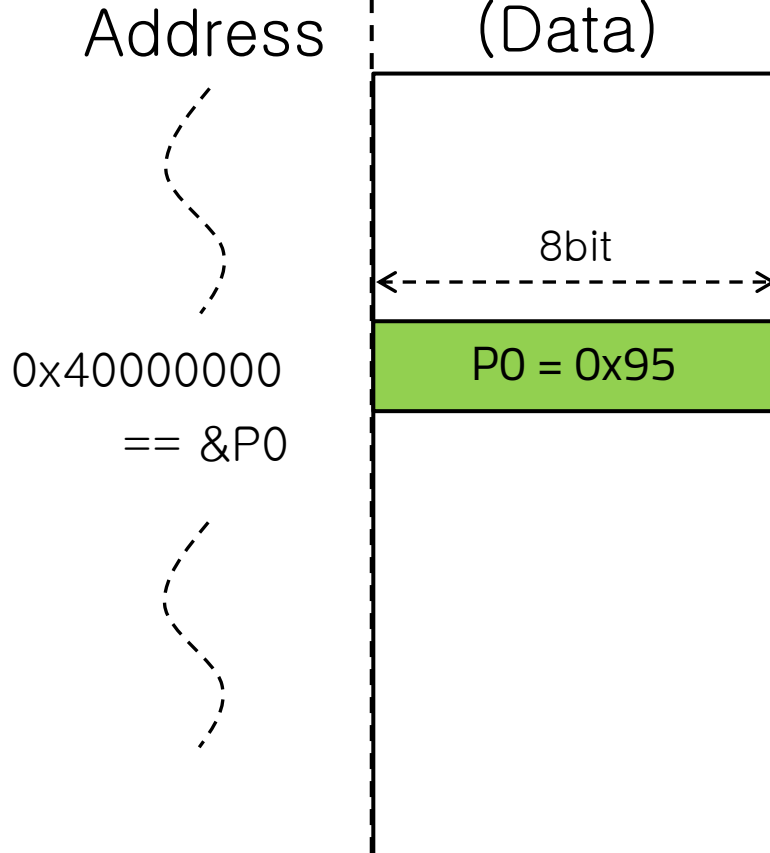 Address
(Data)
8bit
0x40000000
P0 = 0x95
== &P0